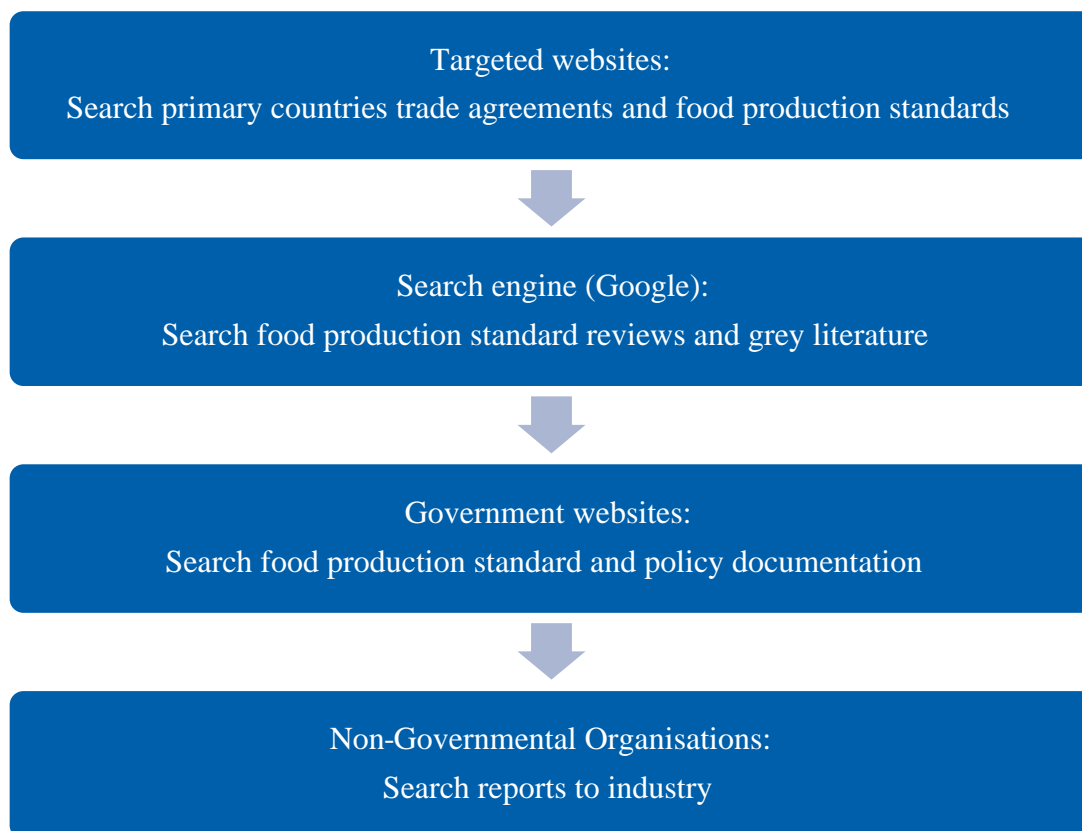 Targeted websites:
Search primary countries trade agreements and food production standards
Search engine (Google):
Search food production standard reviews and grey literature
Government websites:
Search food production standard and policy documentation
Non-Governmental Organisations:
Search reports to industry